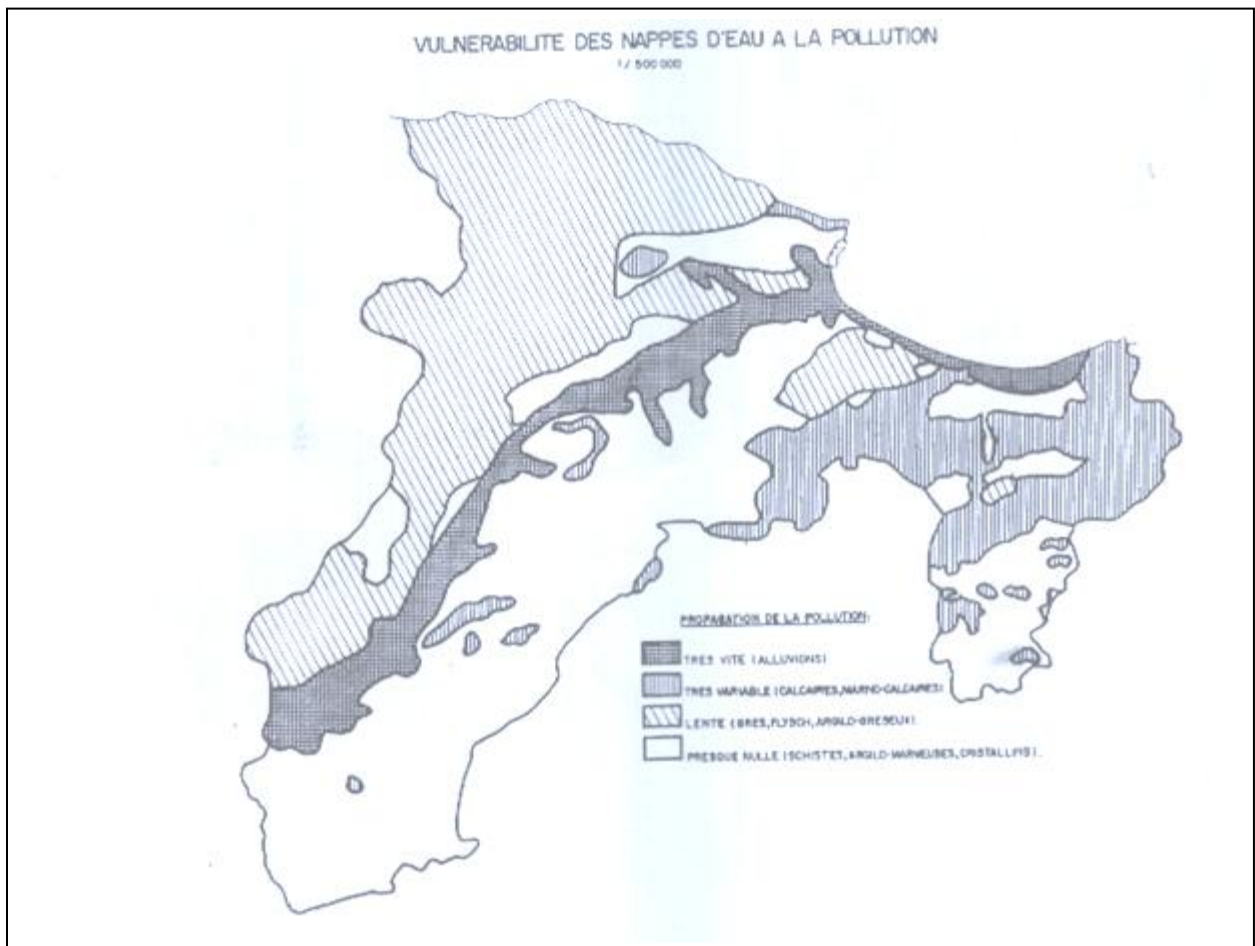 VULNERABILITE DES NAPPES D'EAU A LA POLLUTION
1/ 500 000
PROPAGATION DE LA POLLUTION:
TRES VITE (ALLUVIONS)
TRES VARIABLE (CALCAIRES, MARNO-CALCAIRES)
LENTE (GRES, FLYSCH, ARGILO-GRESEUX).
PRESQUE NULLE (SCHISTES, ARGILO-MARNEUSES, CRISTALLINS).